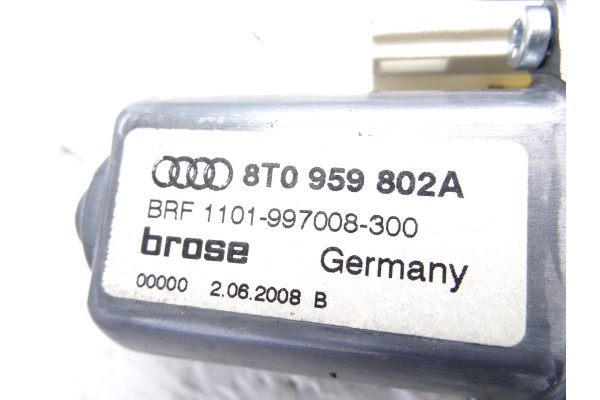 8T0 959 802A
BRF 1101-997008-300
brose Germany
00000 2.06.2008 B